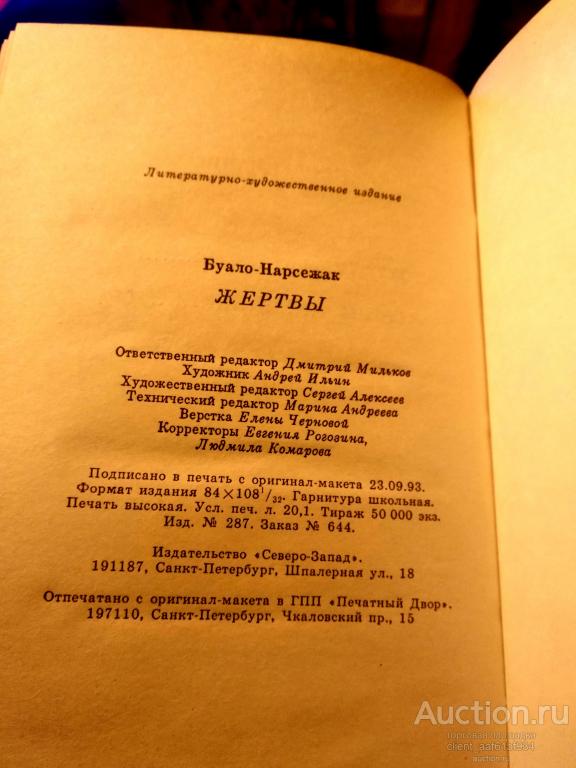 Литературно-художественное издание
Буало-Нарсежак
ЖЕРТВЫ
Ответственный редактор Дмитрий Мильков
Художник Андрей Ильин
Художественный редактор Сергей Алексеев
Технический редактор Марина Андреева
Верстка Елены Черновой
Корректоры Евгения Рогозина,
Людмила Комарова
Подписано в печать с оригинал-макета 23.09.93.
Формат издания 84×108¹/₃₂. Гарнитура школьная.
Печать высокая. Усл. печ. л. 20,1. Тираж 50 000 экз.
Изд. № 287. Заказ № 644.
Издательство «Северо-Запад».
191187, Санкт-Петербург, Шпалерная ул., 18
Отпечатано с оригинал-макета в ГПП «Печатный Двор».
197110, Санкт-Петербург, Чкаловский пр., 15
Auction.ru
торговая площадка
auction.ru